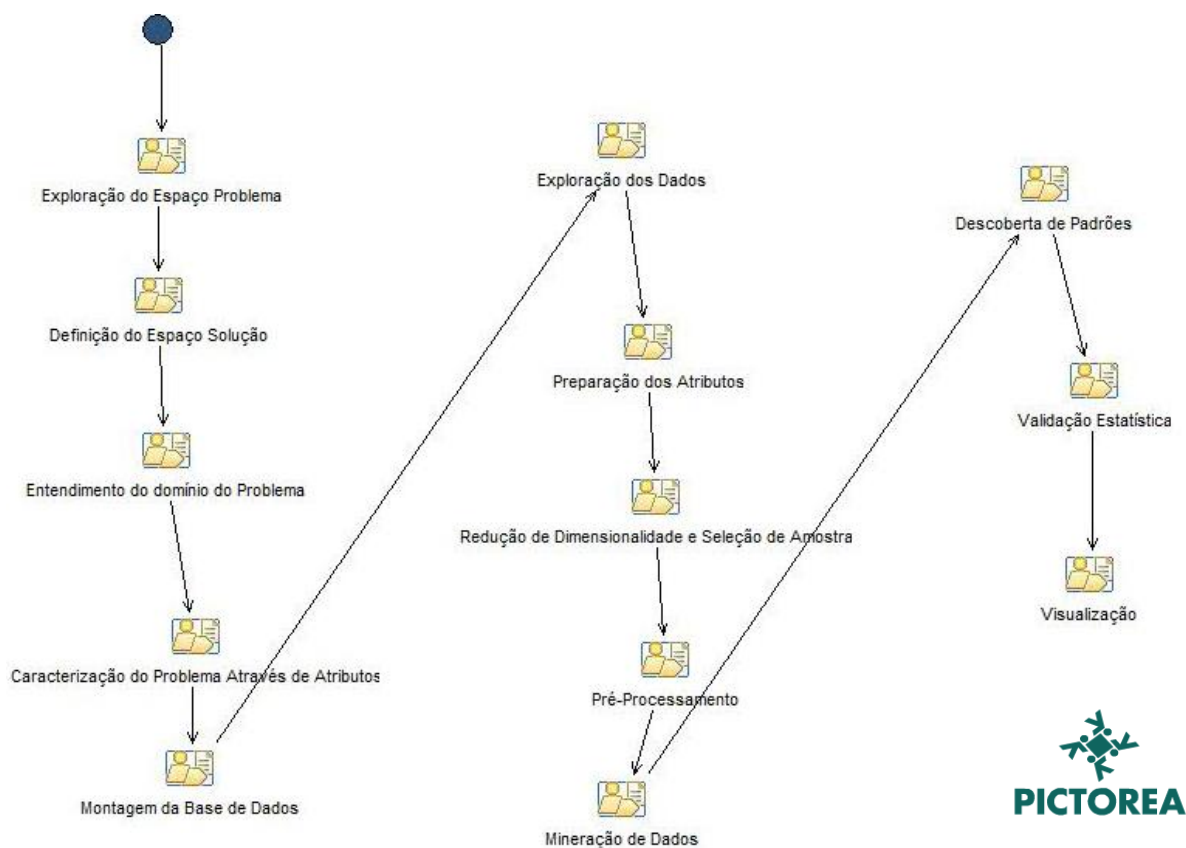 Exploração do Espaço Problema
Definição do Espaço Solução
Entendimento do domínio do Problema
Caracterização do Problema Através de Atributos
Montagem da Base de Dados
Exploração dos Dados
Preparação dos Atributos
Redução de Dimensionalidade e Seleção de Amostra
Pré-Processamento
Mineração de Dados
Descoberta de Padrões
Validação Estatística
Visualização
PICTOREA